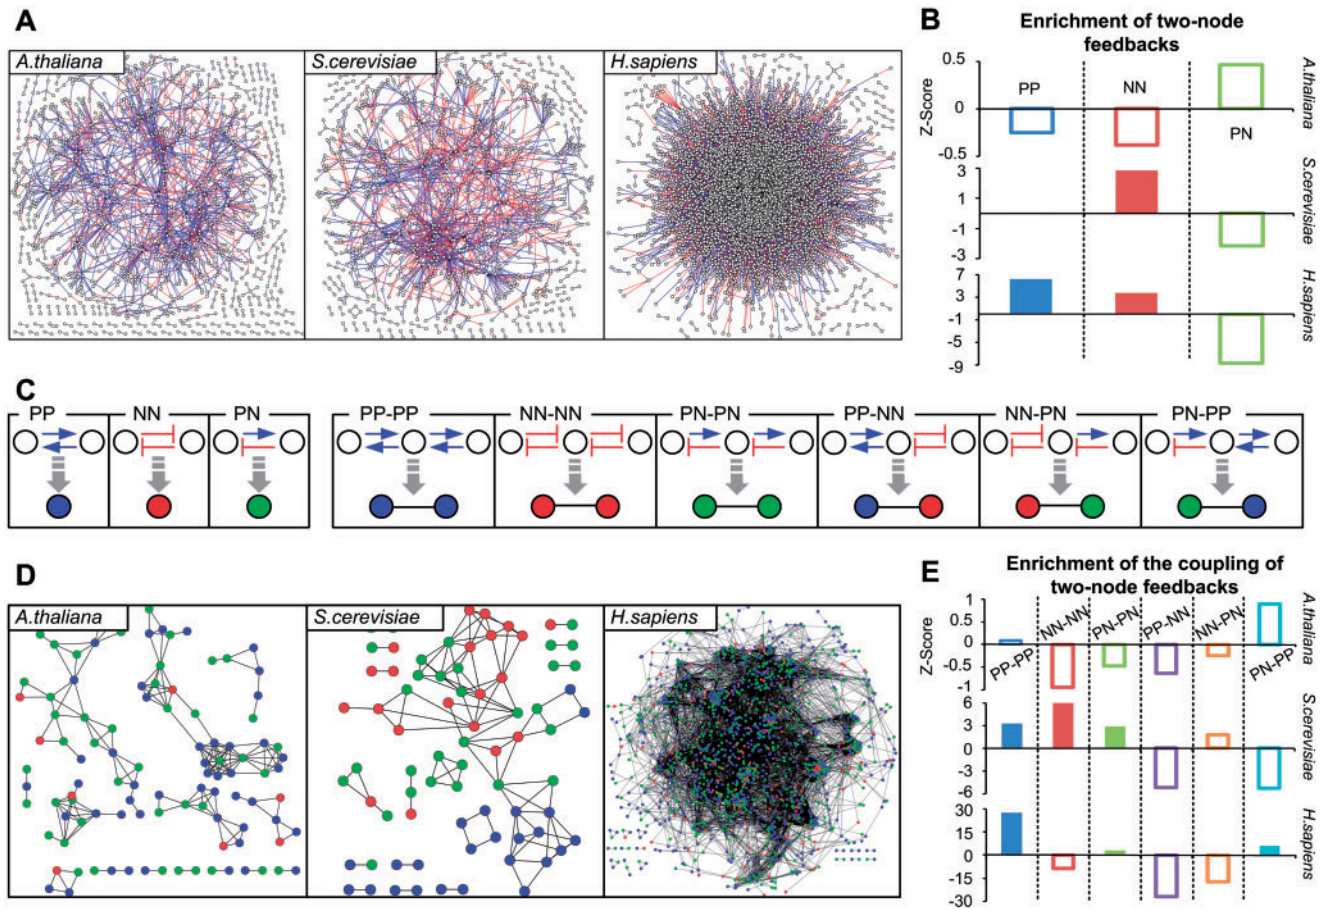 A
A.thaliana
S.cerevisiae
H.sapiens
B
Enrichment of two-node
feedbacks
Z-Score
0.5
0
-0.5
PP
NN
PN
A.thaliana
3
1
-1
-3
S.cerevisiae
7
3
-1
-5
-9
H.sapiens
C
PP
NN
PN
PP-PP
NN-NN
PN-PN
PP-NN
NN-PN
PN-PP
D
A.thaliana
S.cerevisiae
H.sapiens
E
Enrichment of the coupling of
two-node feedbacks
Z-Score
1
0.5
0
-0.5
-1
PP-PP
NN-NN
PN-PN
PP-NN
NN-PN
PN-PP
A.thaliana
6
3
0
-3
-6
S.cerevisiae
30
15
0
-15
-30
H.sapiens